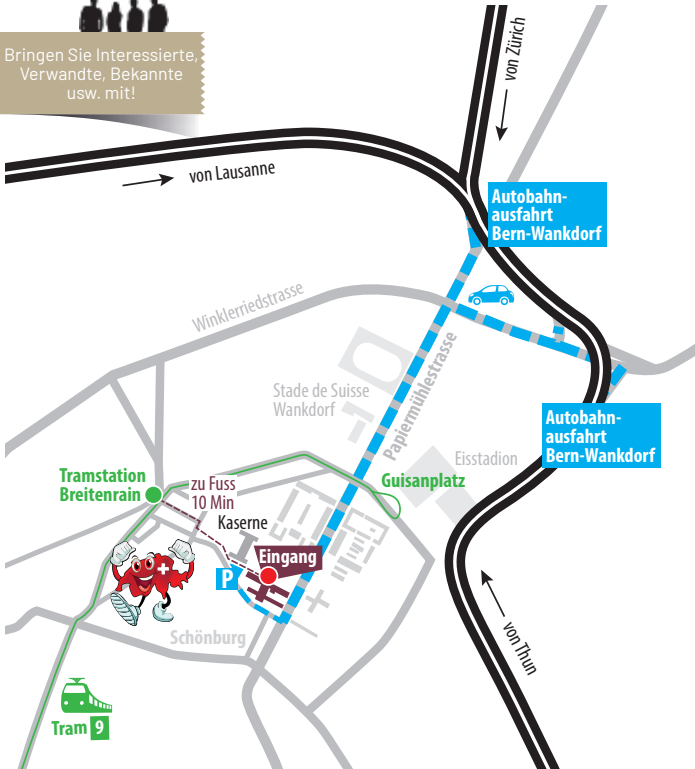 Bringen Sie Interessierte,
Verwandte, Bekannte
usw. mit!
von Zürich
von Lausanne
Autobahn-
ausfahrt
Bern-Wankdorf
Winklerriedstrasse
Papiermühlestrasse
Stade de Suisse
Wankdorf
Autobahn-
ausfahrt
Bern-Wankdorf
Eisstadion
Guisanplatz
Tramstation
Breitenrain
zu Fuss
10 Min
Kaserne
Eingang
P
Schönburg
von Thun
Tram 9